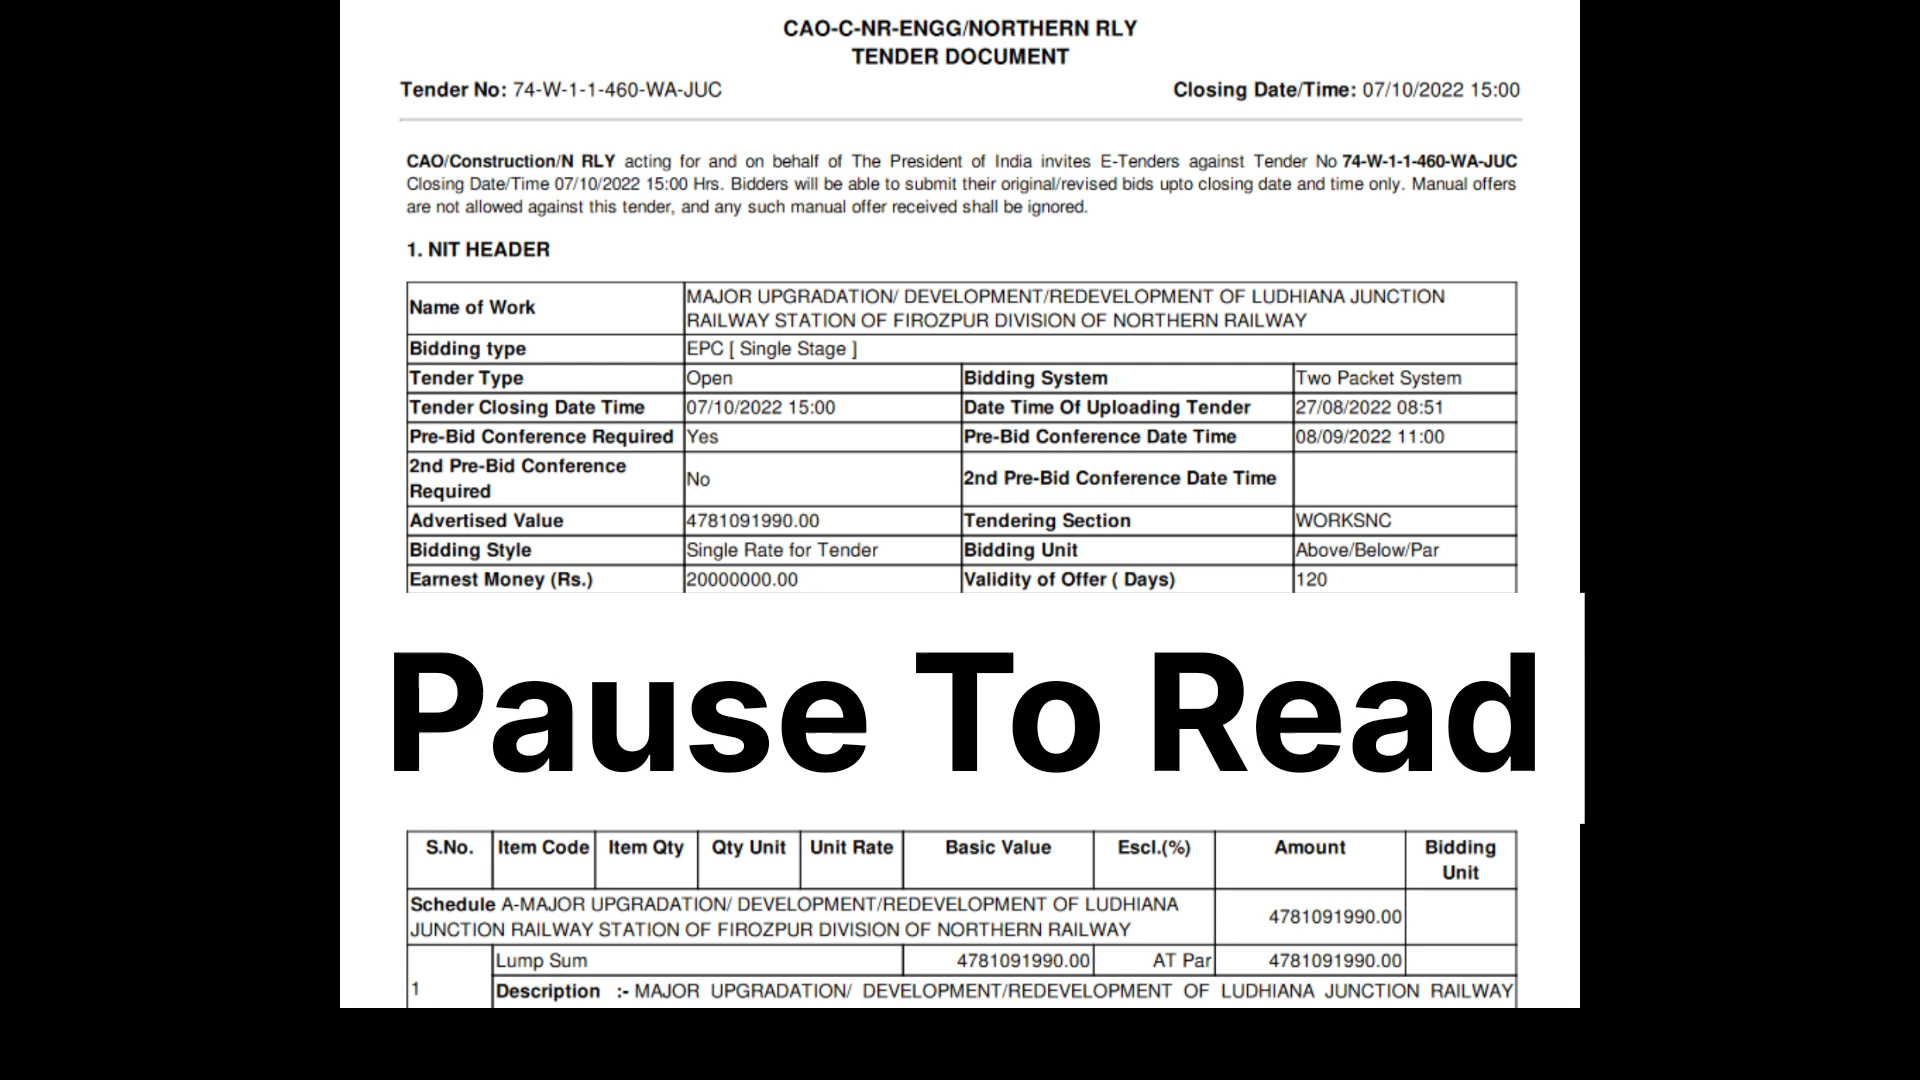 CAO-C-NR-ENGG/NORTHERN RLY
TENDER DOCUMENT
Tender No: 74-W-1-1-460-WA-JUC Closing Date/Time: 07/10/2022 15:00
CAO/Construction/N RLY acting for and on behalf of The President of India invites E-Tenders against Tender No 74-W-1-1-460-WA-JUC
Closing Date/Time 07/10/2022 15:00 Hrs. Bidders will be able to submit their original/revised bids upto closing date and time only. Manual offers
are not allowed against this tender, and any such manual offer received shall be ignored.
1. NIT HEADER
Name of Work MAJOR UPGRADATION/ DEVELOPMENT/REDEVELOPMENT OF LUDHIANA JUNCTION
RAILWAY STATION OF FIROZPUR DIVISION OF NORTHERN RAILWAY
Bidding type EPC [ Single Stage ]
Tender Type Open Bidding System Two Packet System
Tender Closing Date Time 07/10/2022 15:00 Date Time Of Uploading Tender 27/08/2022 08:51
Pre-Bid Conference Required Yes Pre-Bid Conference Date Time 08/09/2022 11:00
2nd Pre-Bid Conference
Required No 2nd Pre-Bid Conference Date Time
Advertised Value 4781091990.00 Tendering Section WORKSNC
Bidding Style Single Rate for Tender Bidding Unit Above/Below/Par
Earnest Money (Rs.) 20000000.00 Validity of Offer ( Days) 120
Pause To Read
S.No. Item Code Item Qty Qty Unit Unit Rate Basic Value Escl.(%) Amount Bidding
Unit
Schedule A-MAJOR UPGRADATION/ DEVELOPMENT/REDEVELOPMENT OF LUDHIANA
JUNCTION RAILWAY STATION OF FIROZPUR DIVISION OF NORTHERN RAILWAY 4781091990.00
Lump Sum 4781091990.00 AT Par 4781091990.00
1 Description :- MAJOR UPGRADATION/ DEVELOPMENT/REDEVELOPMENT OF LUDHIANA JUNCTION RAILWAY